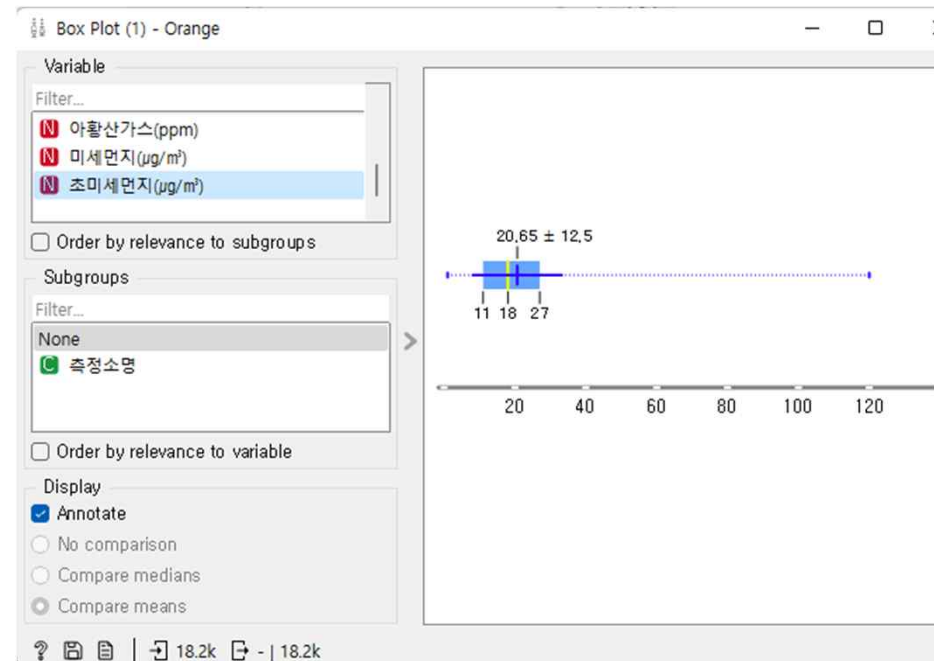 Box Plot (1) - Orange
Variable
Filter...
N 아황산가스(ppm)
N 미세먼지(μg/m³)
N 초미세먼지(μg/m³)
Order by relevance to subgroups
Subgroups
Filter...
None
C 측정소명
Order by relevance to variable
Display
Annotate
No comparison
Compare medians
Compare means
? 18.2k - | 18.2k
20,65 ± 12,5
11 18 27
20 40 60 80 100 120